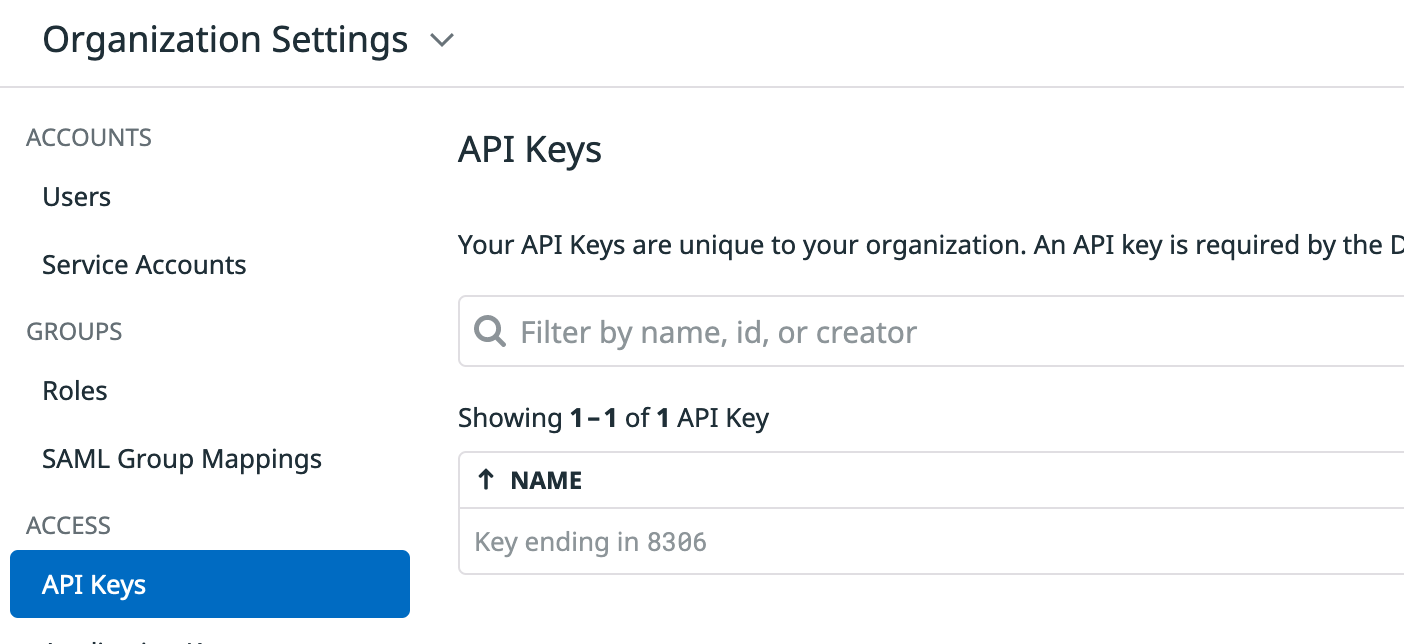 Organization Settings
ACCOUNTS
Users
Service Accounts
GROUPS
Roles
SAML Group Mappings
ACCESS
API Keys
API Keys
Your API Keys are unique to your organization. An API key is required by the
Filter by name, id, or creator
Showing 1–1 of 1 API Key
↑ NAME
Key ending in 8306